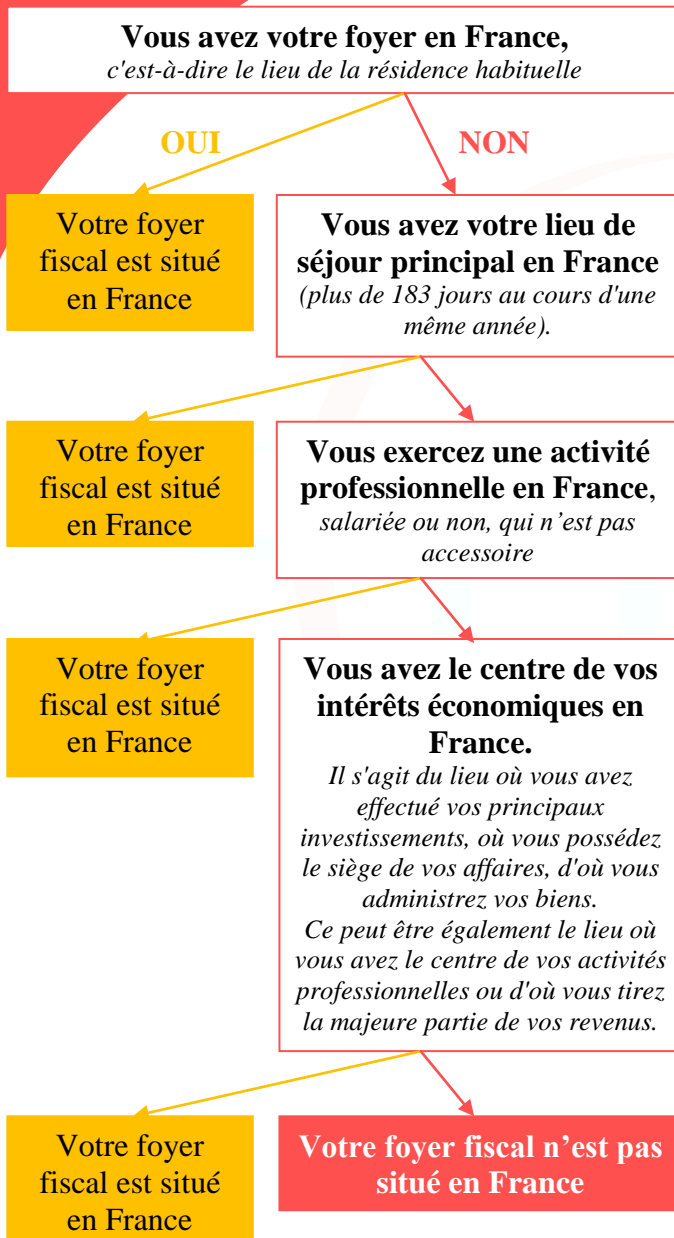 Vous avez votre foyer en France,
c'est-à-dire le lieu de la résidence habituelle
OUI
NON
Votre foyer
fiscal est situé
en France
Vous avez votre lieu de
séjour principal en France
(plus de 183 jours au cours d'une
même année).
Votre foyer
fiscal est situé
en France
Vous exercez une activité
professionnelle en France,
salariée ou non, qui n’est pas
accessoire
Votre foyer
fiscal est situé
en France
Vous avez le centre de vos
intérêts économiques en
France.
Il s'agit du lieu où vous avez
effectué vos principaux
investissements, où vous possédez
le siège de vos affaires, d'où vous
administrez vos biens.
Ce peut être également le lieu où
vous avez le centre de vos activités
professionnelles ou d'où vous tirez
la majeure partie de vos revenus.
Votre foyer
fiscal est situé
en France
Votre foyer fiscal n’est pas
situé en France